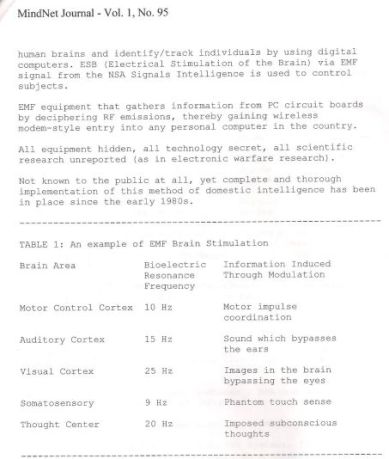 MindNet Journal - Vol. 1, No. 95
human brains and identify/track individuals by using digital
computers. ESB (Electrical Stimulation of the Brain) via EMF
signal from the NSA Signals Intelligence is used to control
subjects.
EMF equipment that gathers information from PC circuit boards
by deciphering RF emissions, thereby gaining wireless
modem-style entry into any personal computer in the country.
All equipment hidden, all technology secret, all scientific
research unreported (as in electronic warfare research).
Not known to the public at all, yet complete and thorough
implementation of this method of domestic intelligence has been
in place since the early 1980s.
TABLE 1: An example of EMF Brain Stimulation
Brain Area Bioelectric Information Induced
Resonance Through Modulation
Frequency
Motor Control Cortex 10 Hz Motor impulse
coordination
Auditory Cortex 15 Hz Sound which bypasses
the ears
Visual Cortex 25 Hz Images in the brain
bypassing the eyes
Somatosensory 9 Hz Phantom touch sense
Thought Center 20 Hz Imposed subconscious
thoughts